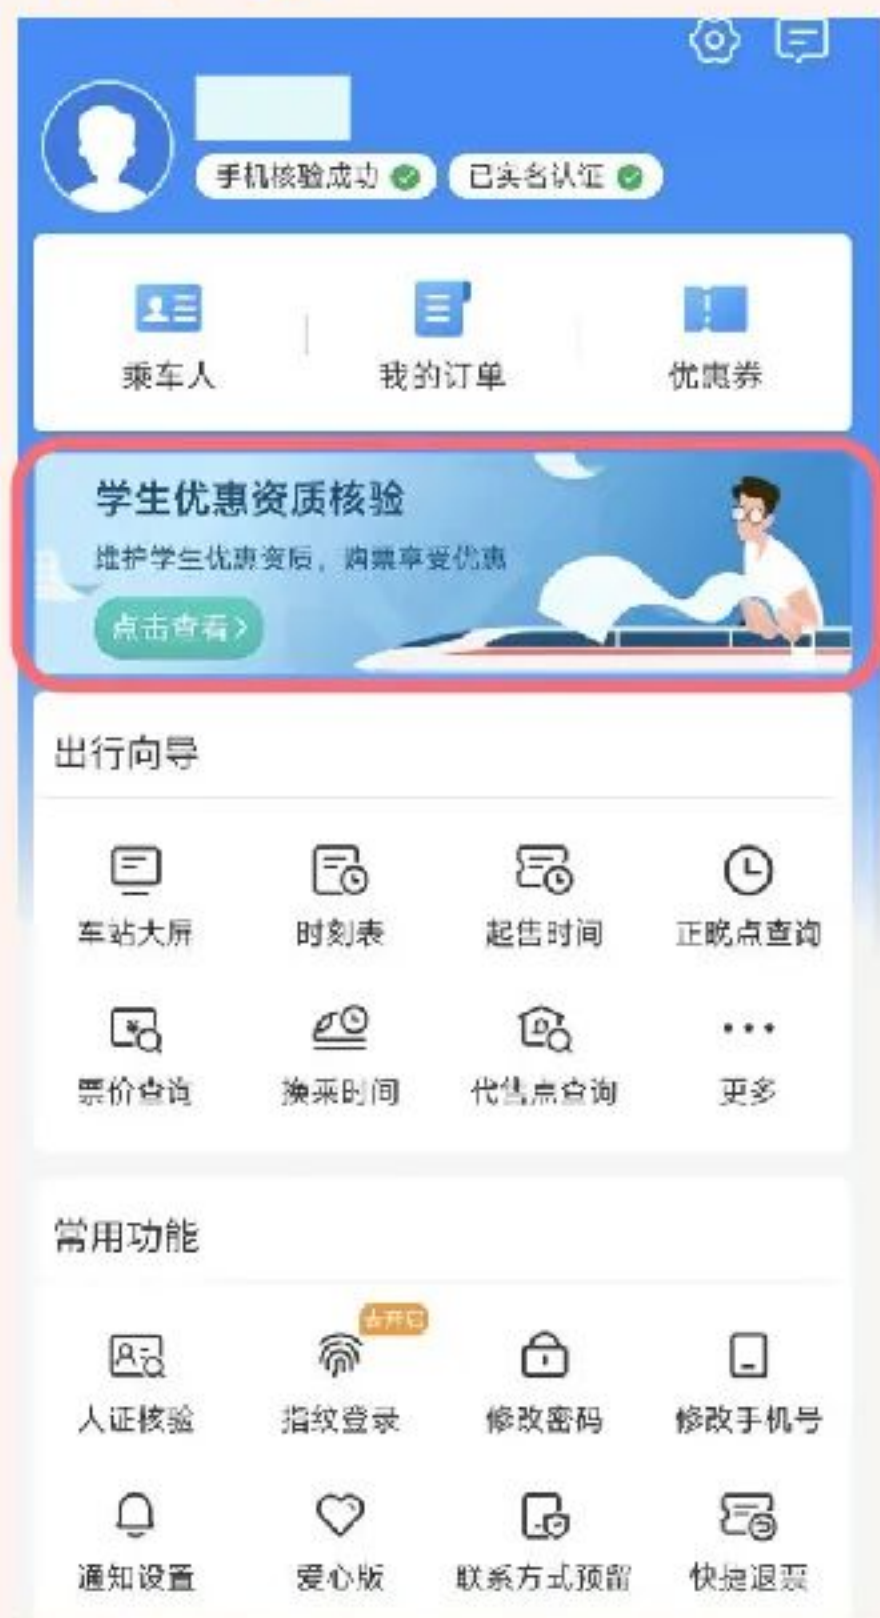 手机核验成功 已实名认证
乘车人 我的订单 优惠券
学生优惠资质核验
维护学生优惠资质，购票享受优惠
点击查看>
出行向导
车站大屏 时刻表 起售时间 正晚点查询
票价查询 换乘时间 代售点查询 更多
常用功能
去开启
人证核验 指纹登录 修改密码 修改手机号
通知设置 爱心版 联系方式预留 快捷退票